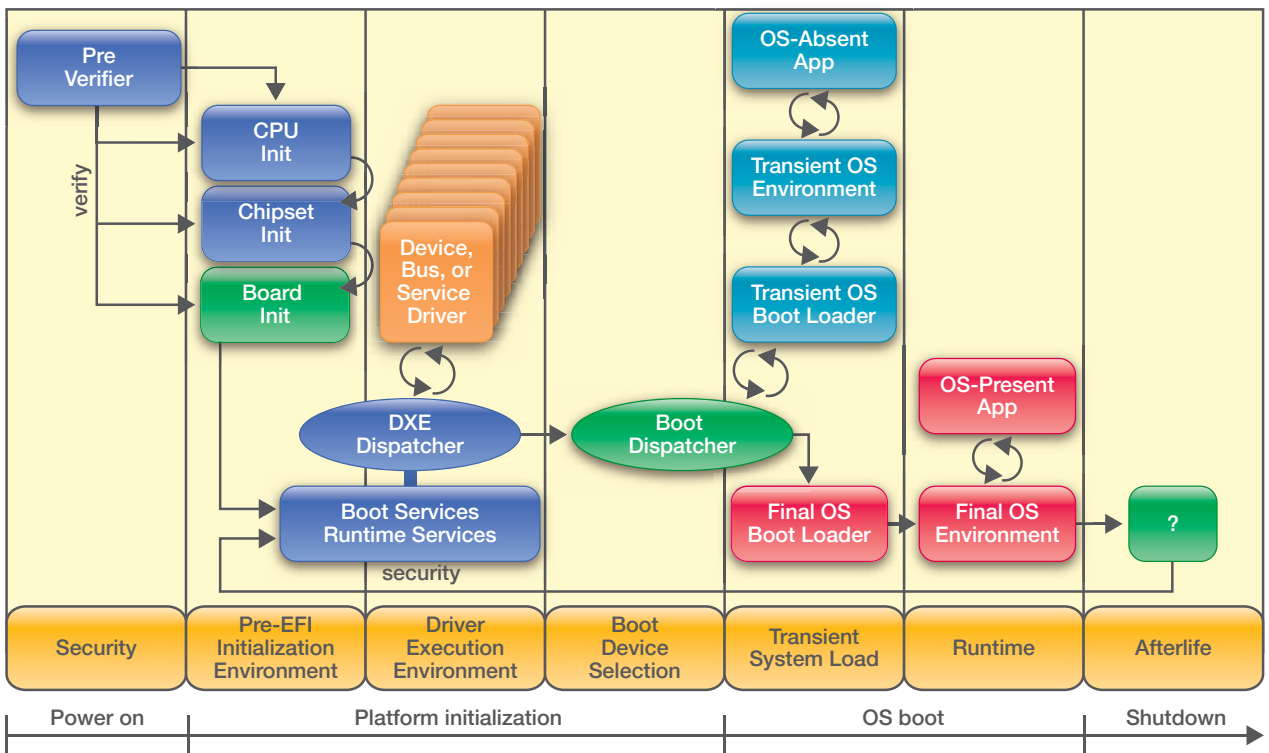 Pre
Verifier
verify
CPU
Init
Chipset
Init
Board
Init
Device,
Bus, or
Service
Driver
DXE
Dispatcher
Boot Services
Runtime Services
security
Boot
Dispatcher
OS-Absent
App
Transient OS
Environment
Transient OS
Boot Loader
Final OS
Boot Loader
OS-Present
App
Final OS
Environment
?
Security
Pre-EFI
Initialization
Environment
Driver
Execution
Environment
Boot
Device
Selection
Transient
System Load
Runtime
Afterlife
Power on
Platform initialization
OS boot
Shutdown